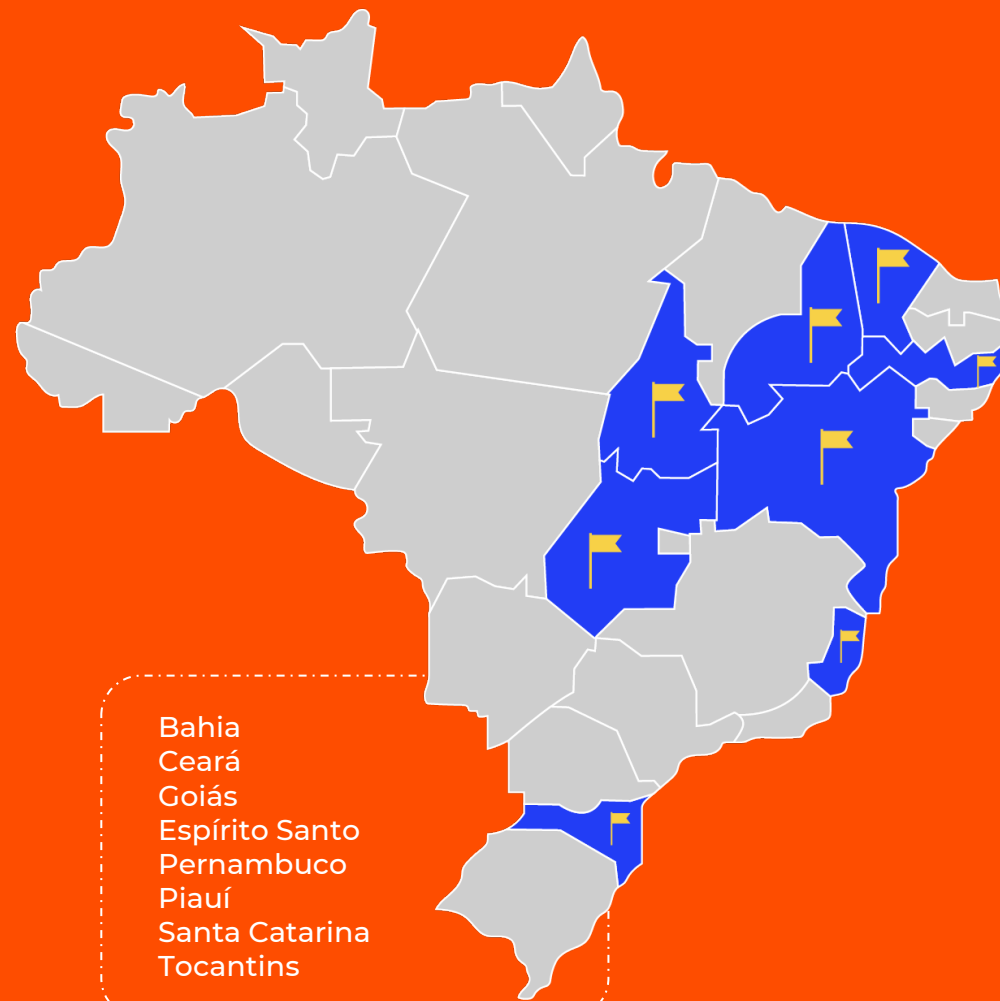 Bahia
Ceará
Goiás
Espírito Santo
Pernambuco
Piauí
Santa Catarina
Tocantins